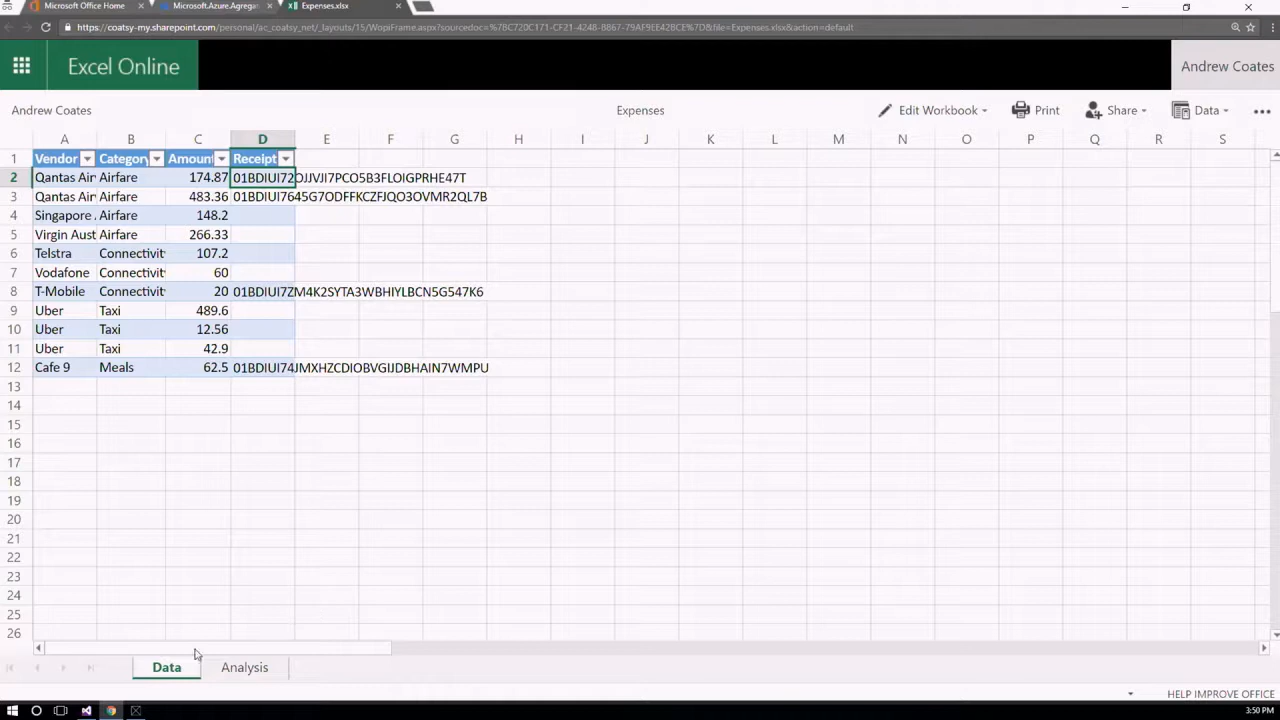 Microsoft Office Home
Microsoft.Azure.Agregat
Expenses.xlsx
https://coatsy-my.sharepoint.com/personal/ac_coatsy_net/_layouts/15/WopiFrame.aspx?sourcedoc=%7BC720C171-CF21-4248-8867-79AF9EE42BCE%7D&file=Expenses.xlsx&action=default
Excel Online
Andrew Coates
Andrew Coates
Expenses
Edit Workbook
Print
Share
Data
A B C D E F G H I J K L M N O P Q R S
1 Vendor Category Amount Receipt
2 Qantas Air Airfare 174.87 01BDIUI72OJJVJI7PCO5B3FLOIGPRHE47T
3 Qantas Air Airfare 483.36 01BDIUI7645G7ODFFKCZFJQO3OVMR2QL7B
4 Singapore Airfare 148.2
5 Virgin Aust Airfare 266.33
6 Telstra Connectivit 107.2
7 Vodafone Connectivit 60
8 T-Mobile Connectivit 20 01BDIUI7ZM4K2SYTA3WBHIYLBCN5G547K6
9 Uber Taxi 489.6
10 Uber Taxi 12.56
11 Uber Taxi 42.9
12 Cafe 9 Meals 62.5 01BDIUI74JMXHZCDIOBVGIJDBHAIN7WMPU
13
14
15
16
17
18
19
20
21
22
23
24
25
26
Data Analysis
HELP IMPROVE OFFICE
3:50 PM